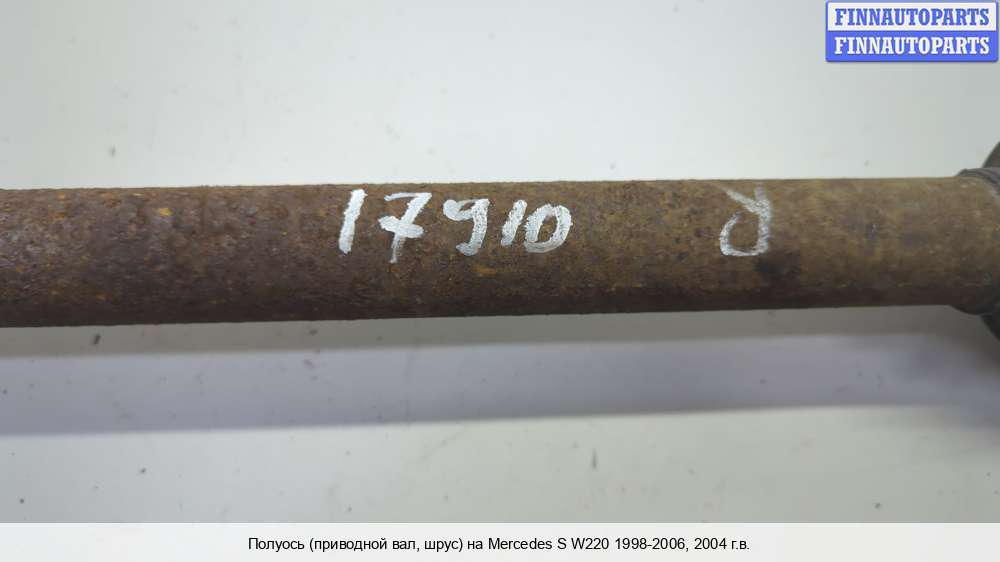 FINNAUTOPARTS
FINNAUTOPARTS
17910
R
Полуось (приводной вал, шрус) на Mercedes S W220 1998-2006, 2004 г.в.